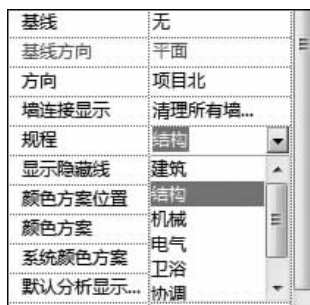 基线 无
基线方向 平面
方向 项目北
墙连接显示 清理所有墙...
规程 结构
显示隐藏线 建筑
颜色方案位置 结构
颜色方案 机械
系统颜色方案 电气
卫浴
默认分析显示... 协调